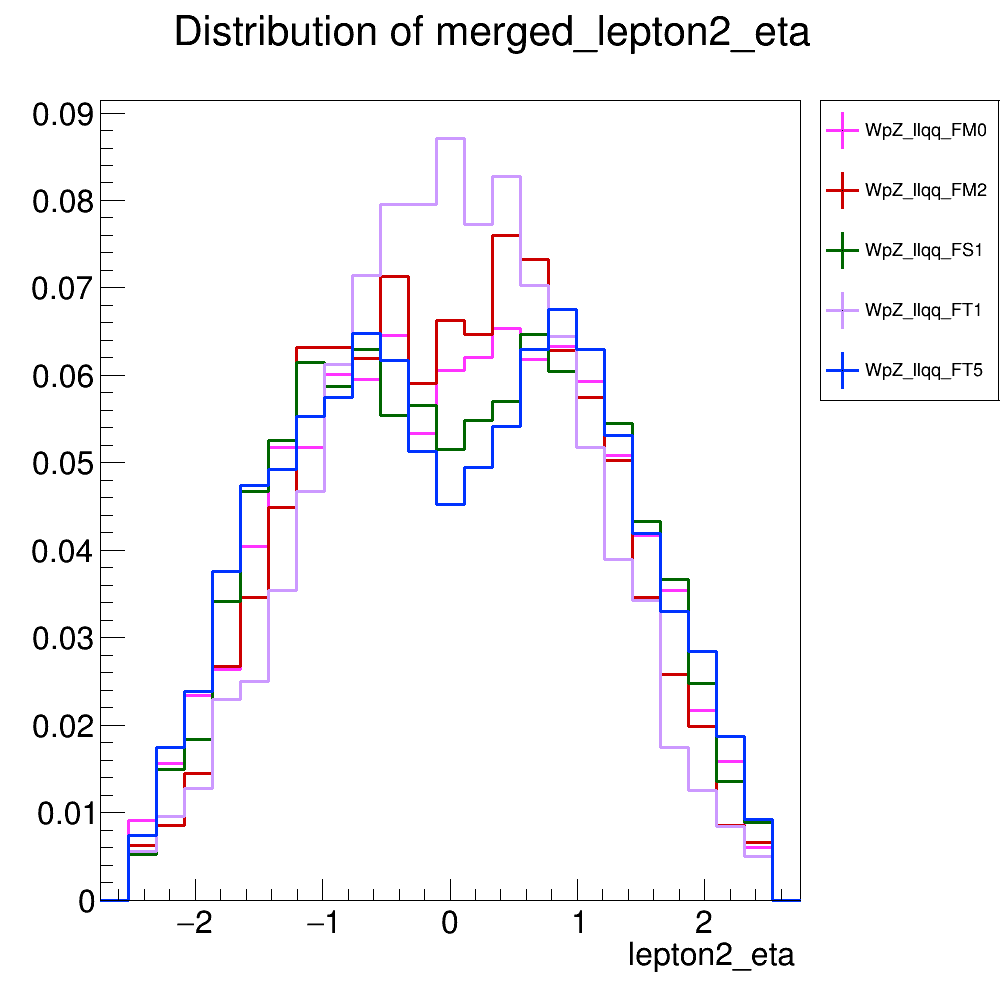 Distribution of merged_lepton2_eta
0.09
0.08
0.07
0.06
0.05
0.04
0.03
0.02
0.01
0
−2
−1
0
1
2
lepton2_eta
WpZ_llqq_FM0
WpZ_llqq_FM2
WpZ_llqq_FS1
WpZ_llqq_FT1
WpZ_llqq_FT5